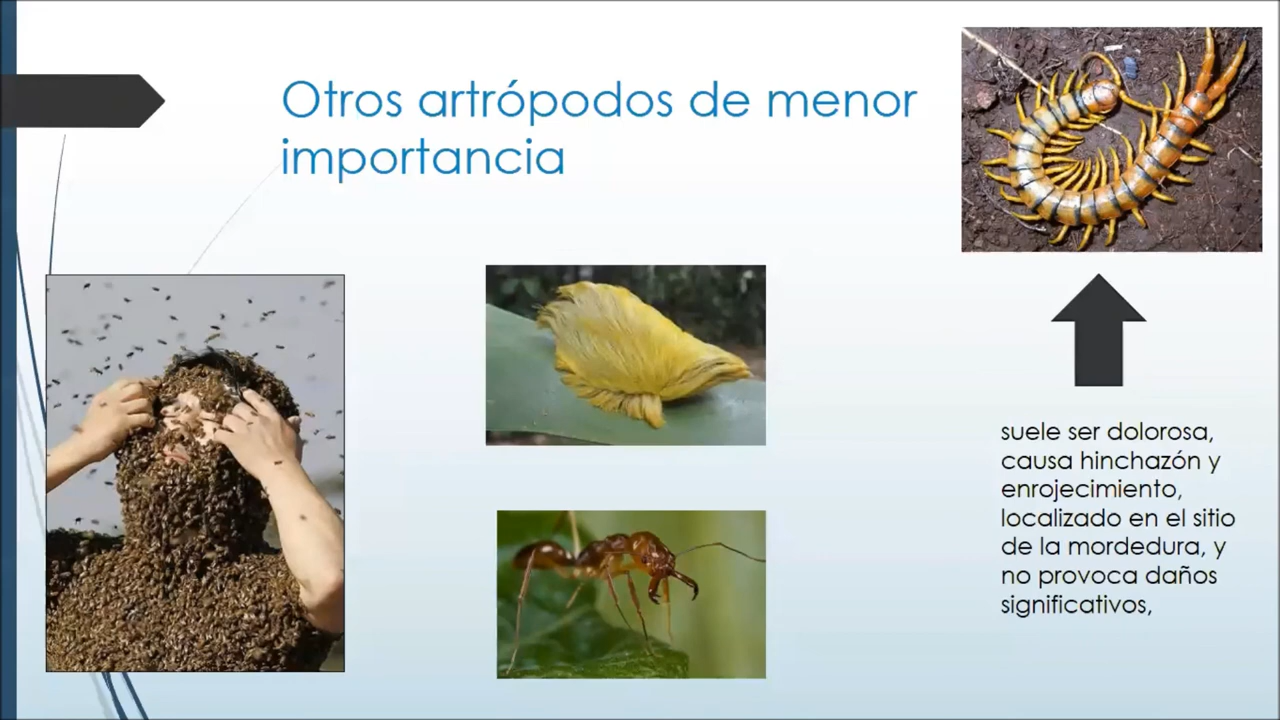 Otros artrópodos de menor
importancia
suele ser dolorosa,
causa hinchazón y
enrojecimiento,
localizado en el sitio
de la mordedura, y
no provoca daños
significativos,